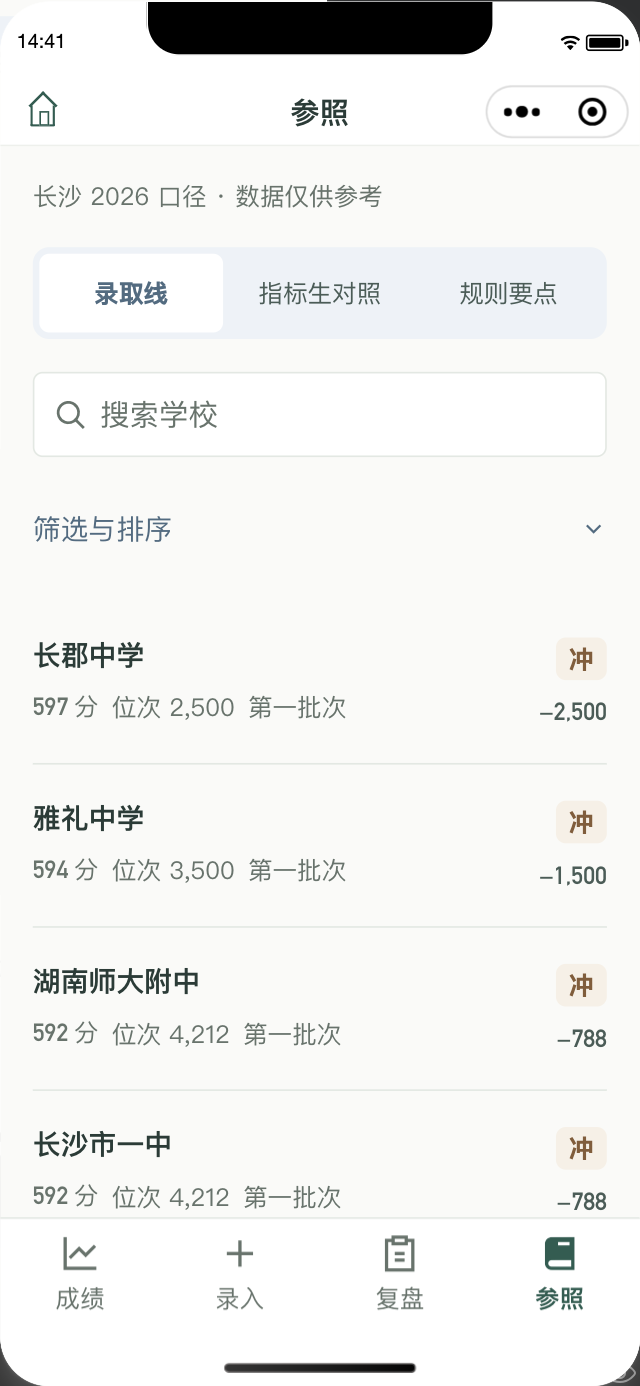 14:41
参照
长沙 2026 口径 · 数据仅供参考
录取线 指标生对照 规则要点
搜索学校
筛选与排序
长郡中学 冲
597 分 位次 2,500 第一批次 −2,500
雅礼中学 冲
594 分 位次 3,500 第一批次 −1,500
湖南师大附中 冲
592 分 位次 4,212 第一批次 −788
长沙市一中 冲
592 分 位次 4,212 第一批次 −788
成绩 录入 复盘 参照